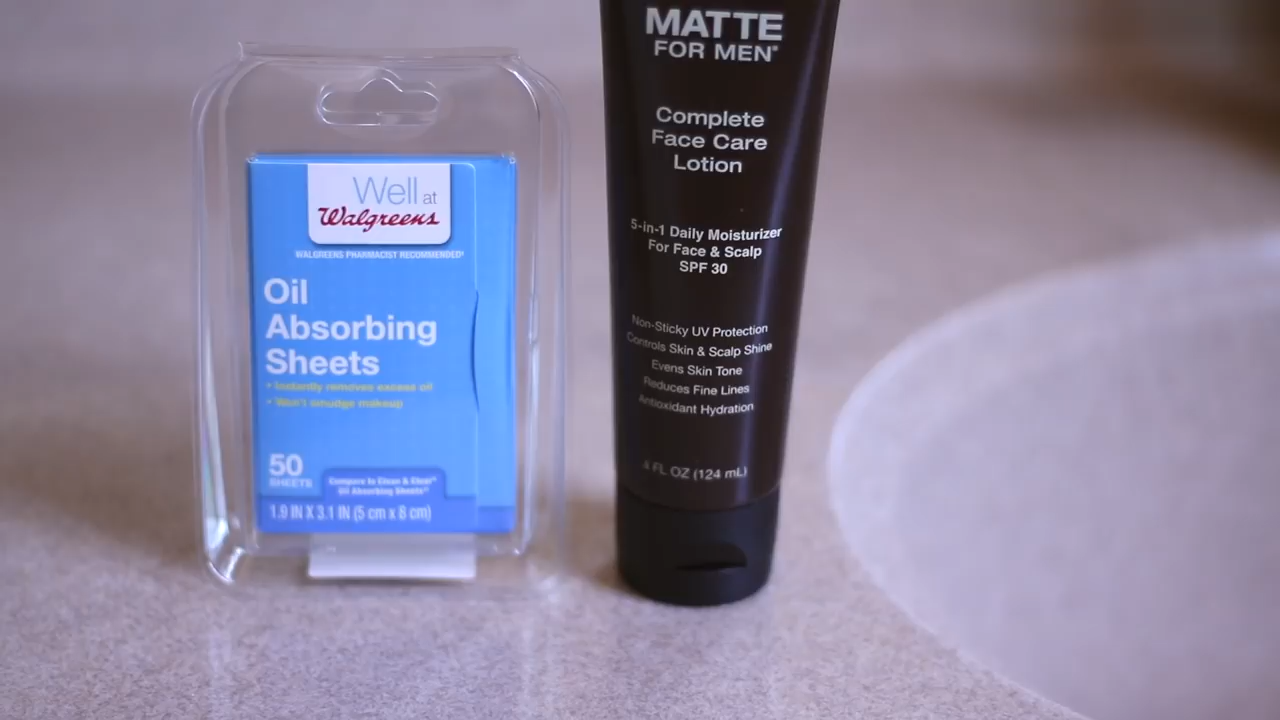 Well at
Walgreens
WALGREENS PHARMACIST RECOMMENDED†
Oil
Absorbing
Sheets
• Instantly removes excess oil
• Won't smudge makeup
50
SHEETS
Compare to Clean & Clear®
Oil Absorbing Sheets††
1.9 IN X 3.1 IN (5 cm x 8 cm)
MATTE
FOR MEN®
Complete
Face Care
Lotion
5-in-1 Daily Moisturizer
For Face & Scalp
SPF 30
Non-Sticky UV Protection
Controls Skin & Scalp Shine
Evens Skin Tone
Reduces Fine Lines
Antioxidant Hydration
4 FL OZ (124 mL)